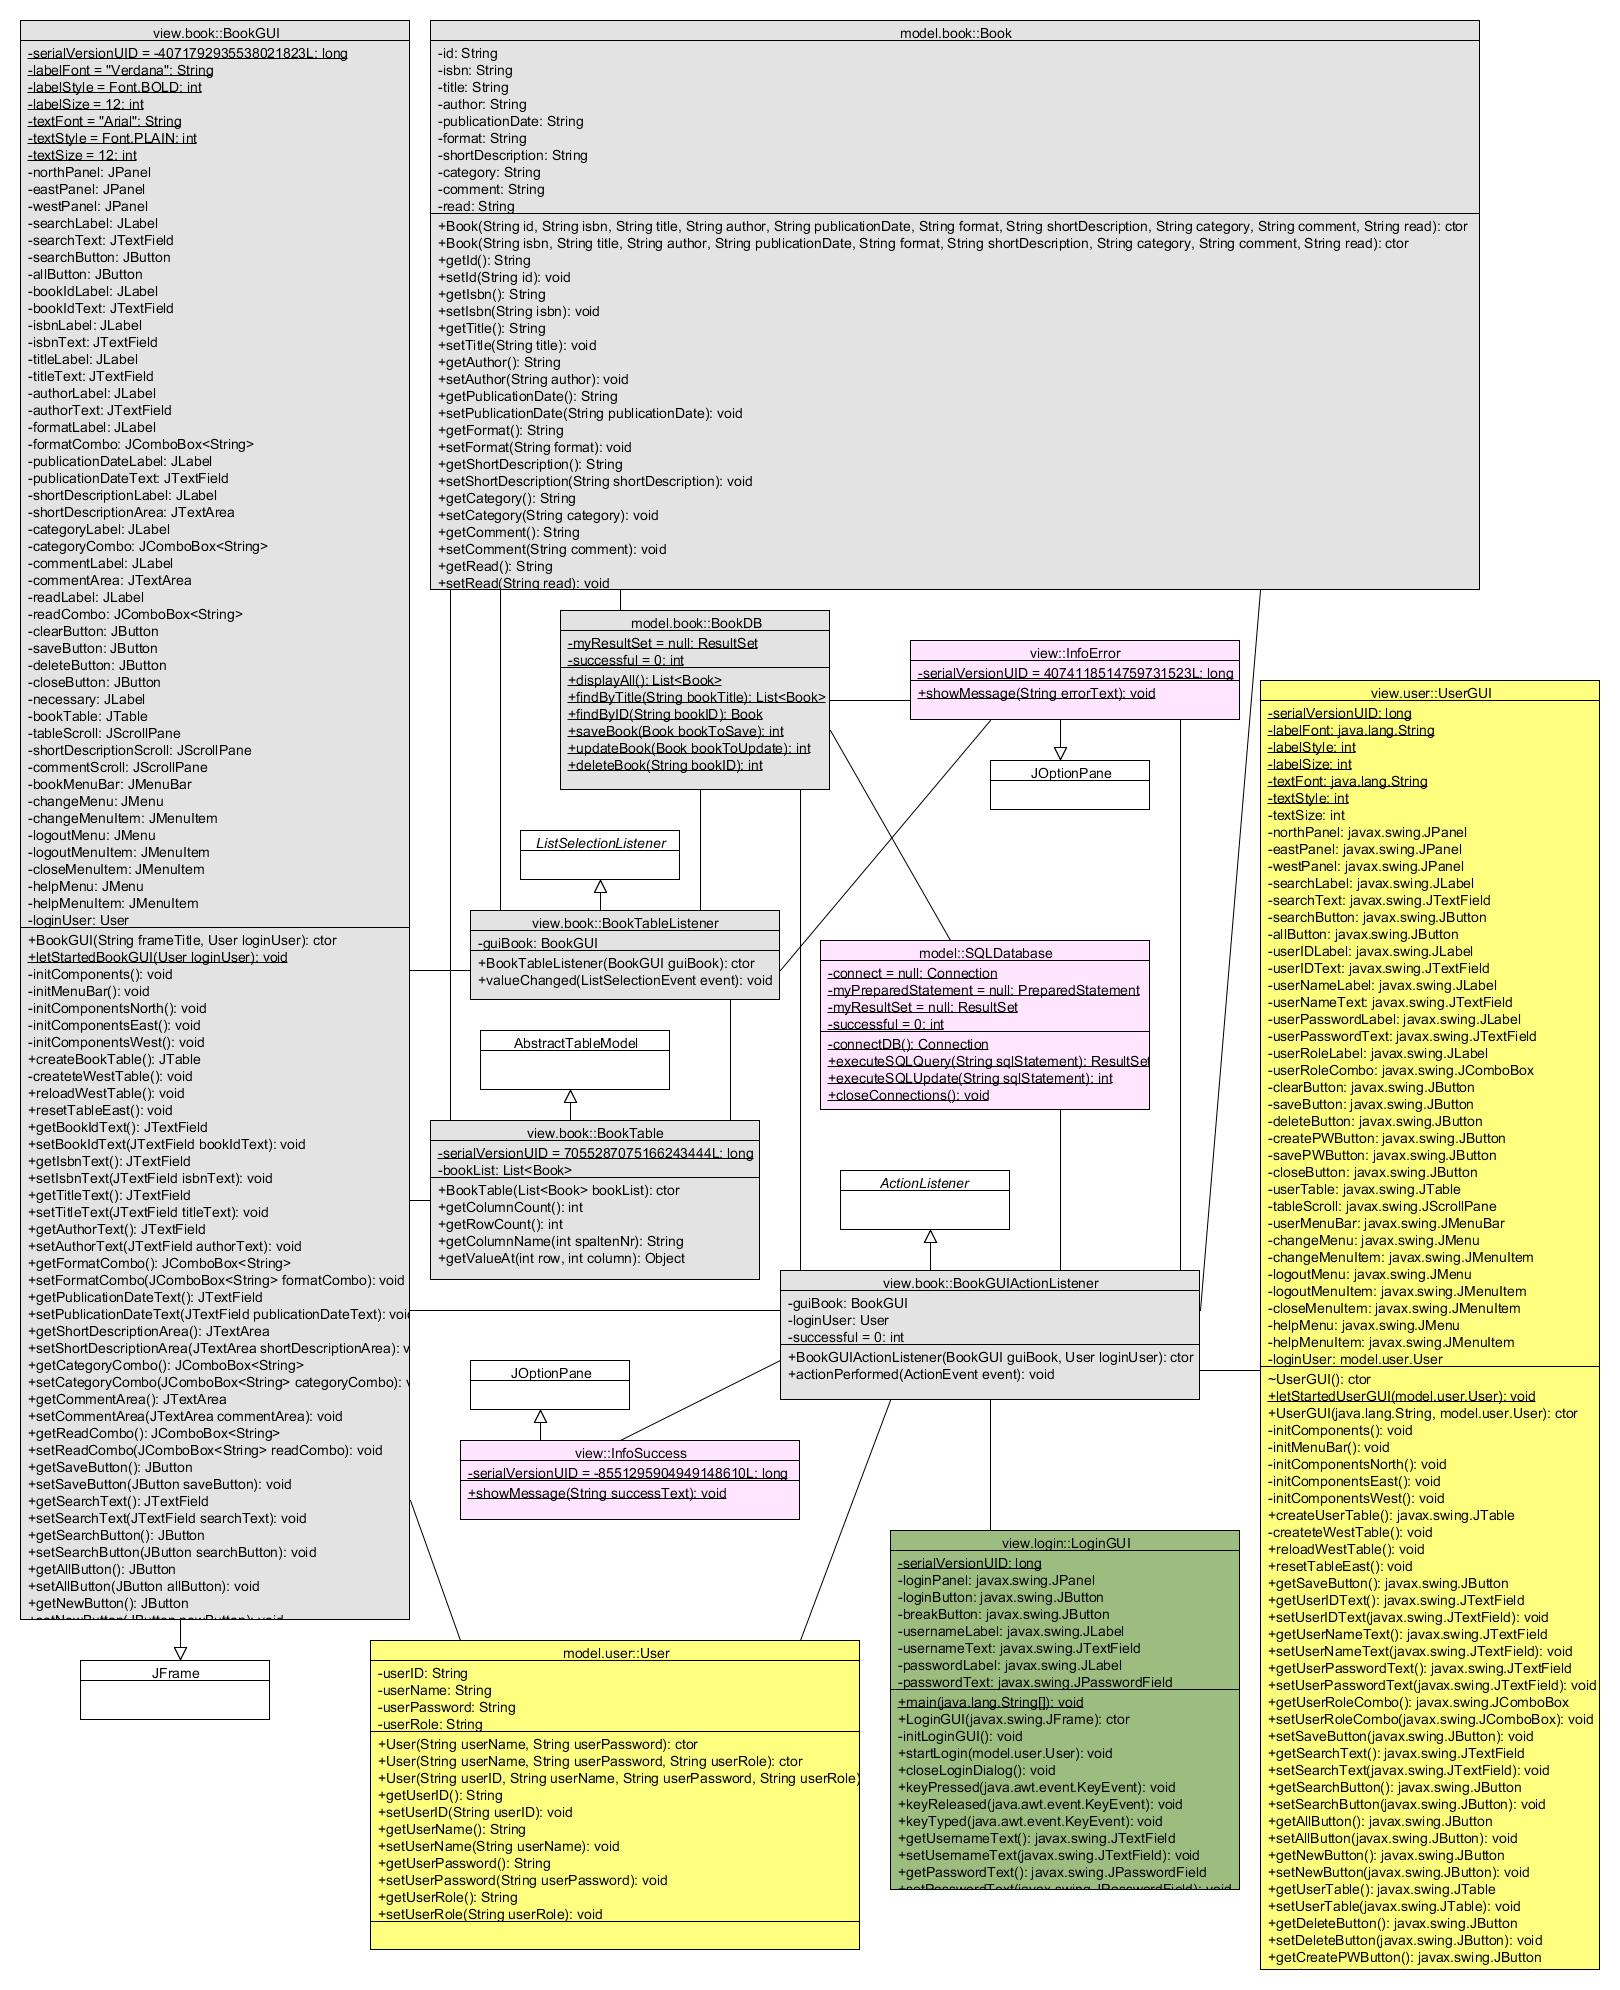 view.book::BookGUI
-serialVersionUID = -4071792935538021823L: long
-labelFont = "Verdana": String
-labelStyle = Font.BOLD: int
-labelSize = 12: int
-textFont = "Arial": String
-textStyle = Font.PLAIN: int
-textSize = 12: int
-northPanel: JPanel
-eastPanel: JPanel
-westPanel: JPanel
-searchLabel: JLabel
-searchText: JTextField
-searchButton: JButton
-allButton: JButton
-bookIdLabel: JLabel
-bookIdText: JTextField
-isbnLabel: JLabel
-isbnText: JTextField
-titleLabel: JLabel
-titleText: JTextField
-authorLabel: JLabel
-authorText: JTextField
-formatLabel: JLabel
-formatCombo: JComboBox<String>
-publicationDateLabel: JLabel
-publicationDateText: JTextField
-shortDescriptionLabel: JLabel
-shortDescriptionArea: JTextArea
-categoryLabel: JLabel
-categoryCombo: JComboBox<String>
-commentLabel: JLabel
-commentArea: JTextArea
-readLabel: JLabel
-readCombo: JComboBox<String>
-clearButton: JButton
-saveButton: JButton
-deleteButton: JButton
-closeButton: JButton
-necessary: JLabel
-bookTable: JTable
-tableScroll: JScrollPane
-shortDescriptionScroll: JScrollPane
-commentScroll: JScrollPane
-bookMenuBar: JMenuBar
-changeMenu: JMenu
-changeMenuItem: JMenuItem
-logoutMenu: JMenu
-logoutMenuItem: JMenuItem
-closeMenuItem: JMenuItem
-helpMenu: JMenu
-helpMenuItem: JMenuItem
-loginUser: User
+BookGUI(String frameTitle, User loginUser): ctor
+letStartedBookGUI(User loginUser): void
-initComponents(): void
-initMenuBar(): void
-initComponentsNorth(): void
-initComponentsEast(): void
-initComponentsWest(): void
+createBookTable(): JTable
-createteWestTable(): void
+reloadWestTable(): void
+resetTableEast(): void
+getBookIdText(): JTextField
+setBookIdText(JTextField bookIdText): void
+getIsbnText(): JTextField
+setIsbnText(JTextField isbnText): void
+getTitleText(): JTextField
+setTitleText(JTextField titleText): void
+getAuthorText(): JTextField
+setAuthorText(JTextField authorText): void
+getFormatCombo(): JComboBox<String>
+setFormatCombo(JComboBox<String> formatCombo): void
+getPublicationDateText(): JTextField
+setPublicationDateText(JTextField publicationDateText): void
+getShortDescriptionArea(): JTextArea
+setShortDescriptionArea(JTextArea shortDescriptionArea): v
+getCategoryCombo(): JComboBox<String>
+setCategoryCombo(JComboBox<String> categoryCombo): v
+getCommentArea(): JTextArea
+setCommentArea(JTextArea commentArea): void
+getReadCombo(): JComboBox<String>
+setReadCombo(JComboBox<String> readCombo): void
+getSaveButton(): JButton
+setSaveButton(JButton saveButton): void
+getSearchText(): JTextField
+setSearchText(JTextField searchText): void
+getSearchButton(): JButton
+setSearchButton(JButton searchButton): void
+getAllButton(): JButton
+setAllButton(JButton allButton): void
+getNewButton(): JButton
+setNewButton(JButton newButton): void
JFrame
model.book::Book
-id: String
-isbn: String
-title: String
-author: String
-publicationDate: String
-format: String
-shortDescription: String
-category: String
-comment: String
-read: String
+Book(String id, String isbn, String title, String author, String publicationDate, String format, String shortDescription, String category, String comment, String read): ctor
+Book(String isbn, String title, String author, String publicationDate, String format, String shortDescription, String category, String comment, String read): ctor
+getId(): String
+setId(String id): void
+getIsbn(): String
+setIsbn(String isbn): void
+getTitle(): String
+setTitle(String title): void
+getAuthor(): String
+setAuthor(String author): void
+getPublicationDate(): String
+setPublicationDate(String publicationDate): void
+getFormat(): String
+setFormat(String format): void
+getShortDescription(): String
+setShortDescription(String shortDescription): void
+getCategory(): String
+setCategory(String category): void
+getComment(): String
+setComment(String comment): void
+getRead(): String
+setRead(String read): void
model.book::BookDB
-myResultSet = null: ResultSet
-successful = 0: int
+displayAll(): List<Book>
+findByTitle(String bookTitle): List<Book>
+findByID(String bookID): Book
+saveBook(Book bookToSave): int
+updateBook(Book bookToUpdate): int
+deleteBook(String bookID): int
view::InfoError
-serialVersionUID = 4074118514759731523L: long
+showMessage(String errorText): void
JOptionPane
ListSelectionListener
view.book::BookTableListener
-guiBook: BookGUI
+BookTableListener(BookGUI guiBook): ctor
+valueChanged(ListSelectionEvent event): void
AbstractTableModel
view.book::BookTable
-serialVersionUID = 7055287075166243444L: long
-bookList: List<Book>
+BookTable(List<Book> bookList): ctor
+getColumnCount(): int
+getRowCount(): int
+getColumnName(int spaltenNr): String
+getValueAt(int row, int column): Object
model::SQLDatabase
-connect = null: Connection
-myPreparedStatement = null: PreparedStatement
-myResultSet = null: ResultSet
-successful = 0: int
-connectDB(): Connection
+executeSQLQuery(String sqlStatement): ResultSet
+executeSQLUpdate(String sqlStatement): int
+closeConnections(): void
ActionListener
view.book::BookGUIActionListener
-guiBook: BookGUI
-loginUser: User
-successful = 0: int
+BookGUIActionListener(BookGUI guiBook, User loginUser): ctor
+actionPerformed(ActionEvent event): void
JOptionPane
view::InfoSuccess
-serialVersionUID = -8551295904949148610L: long
+showMessage(String successText): void
model.user::User
-userID: String
-userName: String
-userPassword: String
-userRole: String
+User(String userName, String userPassword): ctor
+User(String userName, String userPassword, String userRole): ctor
+User(String userID, String userName, String userPassword, String userRole)
+getUserID(): String
+setUserID(String userID): void
+getUserName(): String
+setUserName(String userName): void
+getUserPassword(): String
+setUserPassword(String userPassword): void
+getUserRole(): String
+setUserRole(String userRole): void
view.login::LoginGUI
-serialVersionUID: long
-loginPanel: javax.swing.JPanel
-loginButton: javax.swing.JButton
-breakButton: javax.swing.JButton
-usernameLabel: javax.swing.JLabel
-usernameText: javax.swing.JTextField
-passwordLabel: javax.swing.JLabel
-passwordText: javax.swing.JPasswordField
+main(java.lang.String[]): void
+LoginGUI(javax.swing.JFrame): ctor
-initLoginGUI(): void
+startLogin(model.user.User): void
+closeLoginDialog(): void
+keyPressed(java.awt.event.KeyEvent): void
+keyReleased(java.awt.event.KeyEvent): void
+keyTyped(java.awt.event.KeyEvent): void
+getUsernameText(): javax.swing.JTextField
+setUsernameText(javax.swing.JTextField): void
+getPasswordText(): javax.swing.JPasswordField
+setPasswordText(javax.swing.JPasswordField): void
view.user::UserGUI
-serialVersionUID: long
-labelFont: java.lang.String
-labelStyle: int
-labelSize: int
-textFont: java.lang.String
-textStyle: int
-textSize: int
-northPanel: javax.swing.JPanel
-eastPanel: javax.swing.JPanel
-westPanel: javax.swing.JPanel
-searchLabel: javax.swing.JLabel
-searchText: javax.swing.JTextField
-searchButton: javax.swing.JButton
-allButton: javax.swing.JButton
-userIDLabel: javax.swing.JLabel
-userIDText: javax.swing.JTextField
-userNameLabel: javax.swing.JLabel
-userNameText: javax.swing.JTextField
-userPasswordLabel: javax.swing.JLabel
-userPasswordText: javax.swing.JTextField
-userRoleLabel: javax.swing.JLabel
-userRoleCombo: javax.swing.JComboBox
-clearButton: javax.swing.JButton
-saveButton: javax.swing.JButton
-deleteButton: javax.swing.JButton
-createPWButton: javax.swing.JButton
-savePWButton: javax.swing.JButton
-closeButton: javax.swing.JButton
-userTable: javax.swing.JTable
-tableScroll: javax.swing.JScrollPane
-userMenuBar: javax.swing.JMenuBar
-changeMenu: javax.swing.JMenu
-changeMenuItem: javax.swing.JMenuItem
-logoutMenu: javax.swing.JMenu
-logoutMenuItem: javax.swing.JMenuItem
-closeMenuItem: javax.swing.JMenuItem
-helpMenu: javax.swing.JMenu
-helpMenuItem: javax.swing.JMenuItem
-loginUser: model.user.User
~UserGUI(): ctor
+letStartedUserGUI(model.user.User): void
+UserGUI(java.lang.String, model.user.User): ctor
-initComponents(): void
-initMenuBar(): void
-initComponentsNorth(): void
-initComponentsEast(): void
-initComponentsWest(): void
+createUserTable(): javax.swing.JTable
-createteWestTable(): void
+reloadWestTable(): void
+resetTableEast(): void
+getSaveButton(): javax.swing.JButton
+getUserIDText(): javax.swing.JTextField
+setUserIDText(javax.swing.JTextField): void
+getUserNameText(): javax.swing.JTextField
+setUserNameText(javax.swing.JTextField): void
+getUserPasswordText(): javax.swing.JTextField
+setUserPasswordText(javax.swing.JTextField): void
+getUserRoleCombo(): javax.swing.JComboBox
+setUserRoleCombo(javax.swing.JComboBox): void
+setSaveButton(javax.swing.JButton): void
+getSearchText(): javax.swing.JTextField
+setSearchText(javax.swing.JTextField): void
+getSearchButton(): javax.swing.JButton
+setSearchButton(javax.swing.JButton): void
+getAllButton(): javax.swing.JButton
+setAllButton(javax.swing.JButton): void
+getNewButton(): javax.swing.JButton
+setNewButton(javax.swing.JButton): void
+getUserTable(): javax.swing.JTable
+setUserTable(javax.swing.JTable): void
+getDeleteButton(): javax.swing.JButton
+setDeleteButton(javax.swing.JButton): void
+getCreatePWButton(): javax.swing.JButton